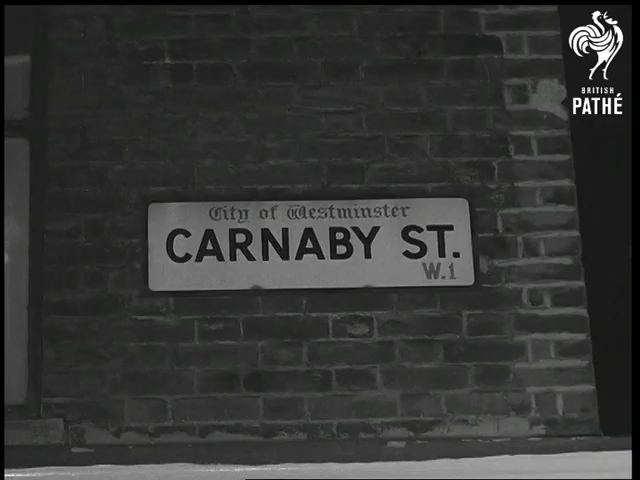 BRITISH
PATHÉ
City of Westminster
CARNABY ST.
W.1